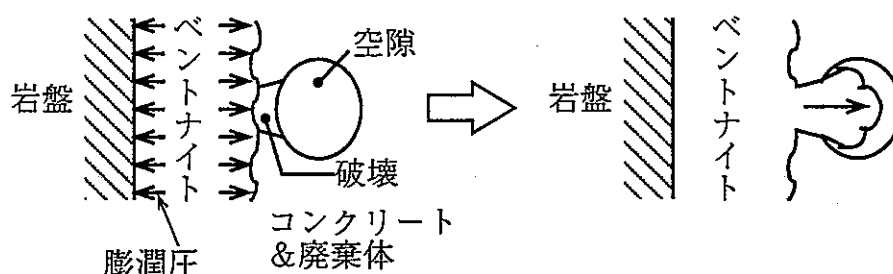 岩盤
ベントナイト
空隙
破壊
コンクリート
&廃棄体
膨潤圧
岩盤
ベントナイト